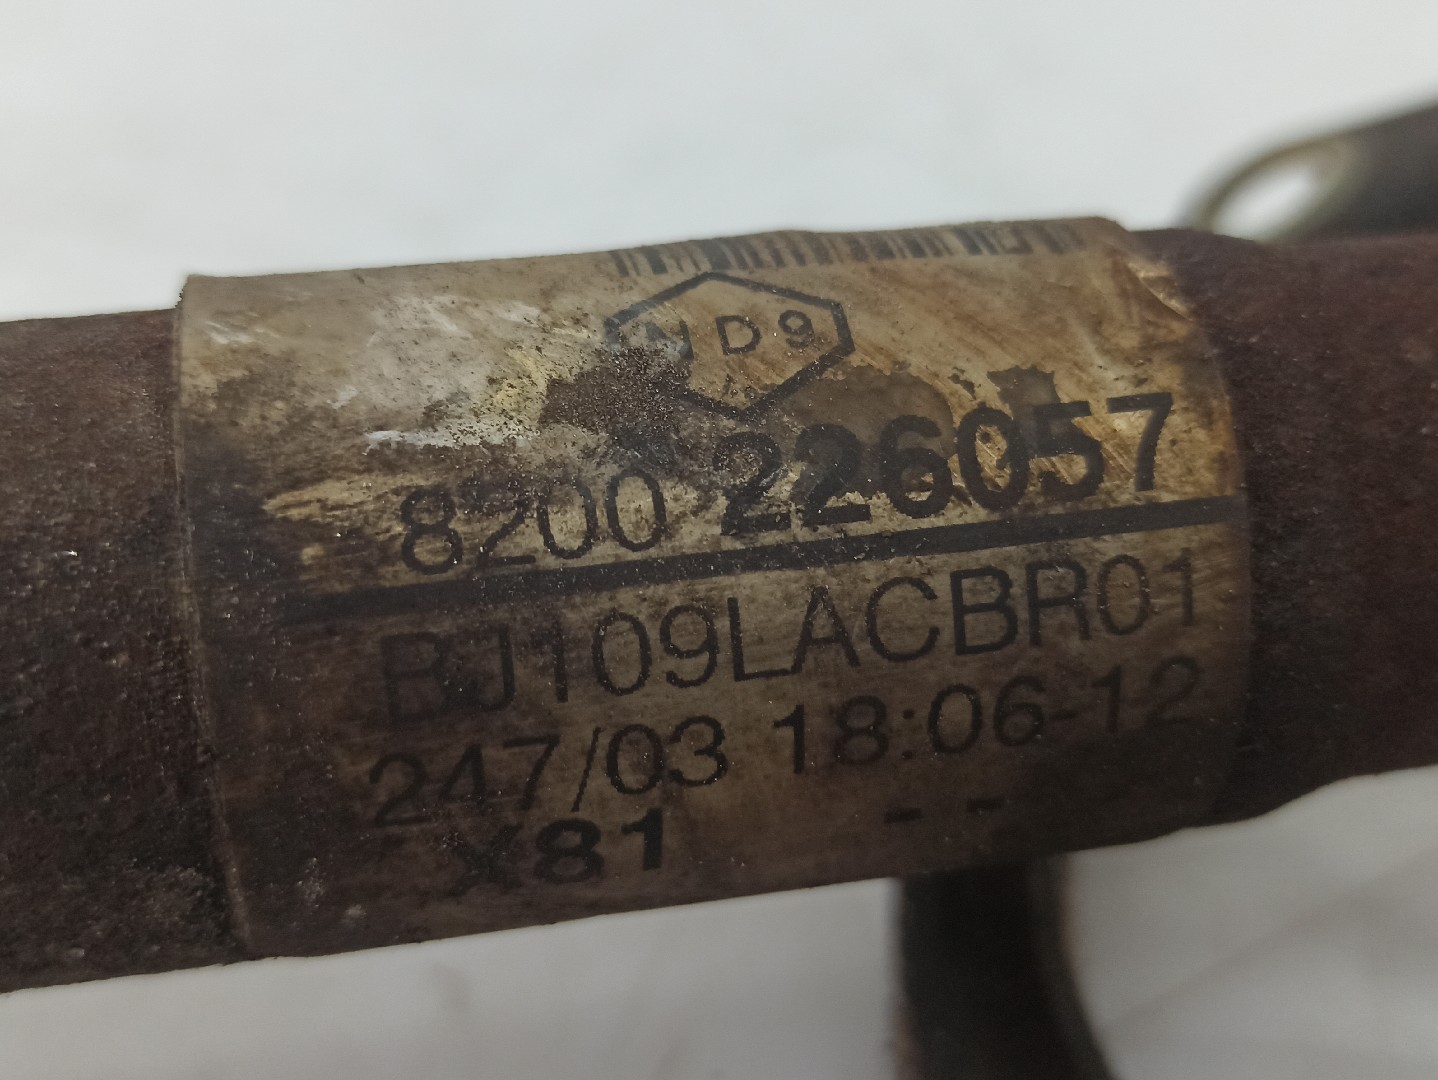 ND9
8200 226057
BJ109LACBR01
247/03 18:06-12
X81 - -